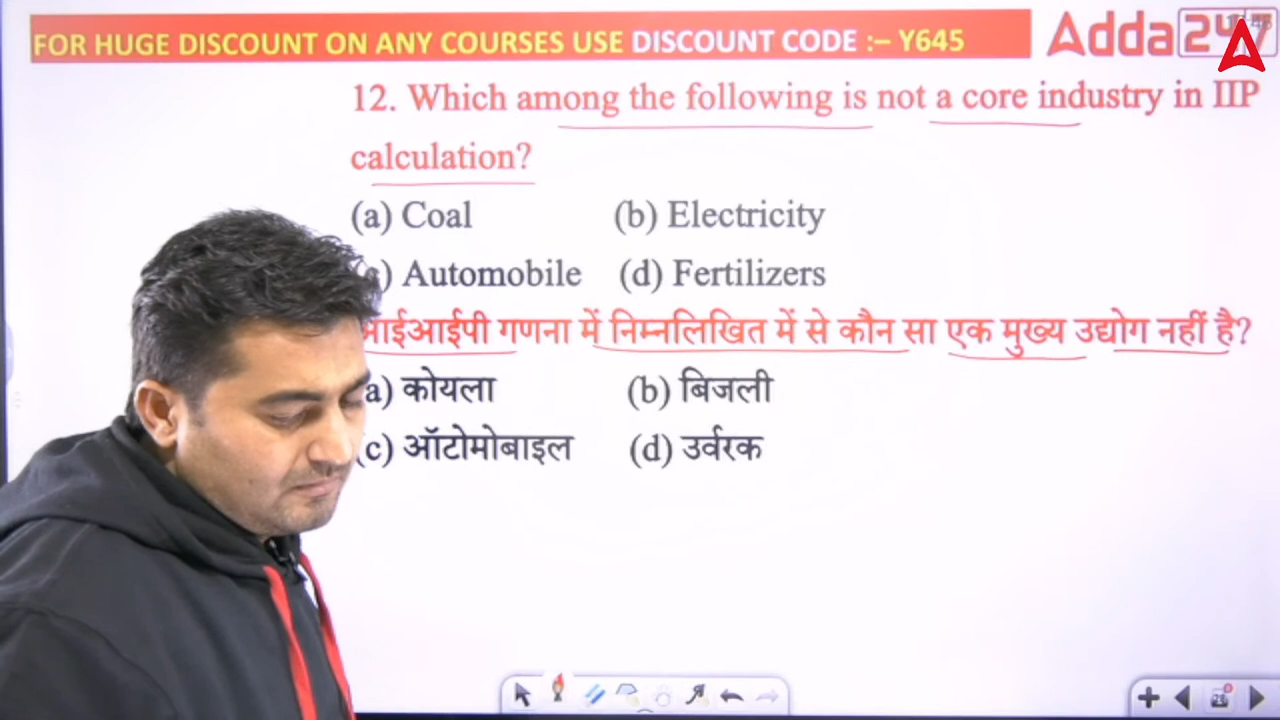 FOR HUGE DISCOUNT ON ANY COURSES USE DISCOUNT CODE :– Y645
Adda247
12. Which among the following is not a core industry in IIP
calculation?
(a) Coal (b) Electricity
(c) Automobile (d) Fertilizers
आईआईपी गणना में निम्नलिखित में से कौन सा एक मुख्य उद्योग नहीं है?
(a) कोयला (b) बिजली
(c) ऑटोमोबाइल (d) उर्वरक